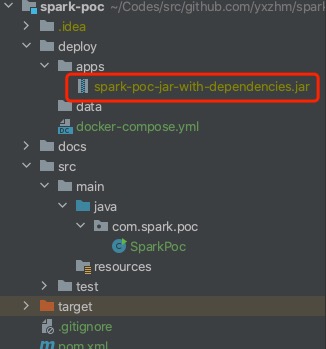 spark-poc ~/Codes/src/github.com/yxzhm/spark
.idea
deploy
apps
spark-poc-jar-with-dependencies.jar
data
docker-compose.yml
docs
src
main
java
com.spark.poc
SparkPoc
resources
test
target
.gitignore
pom.xml